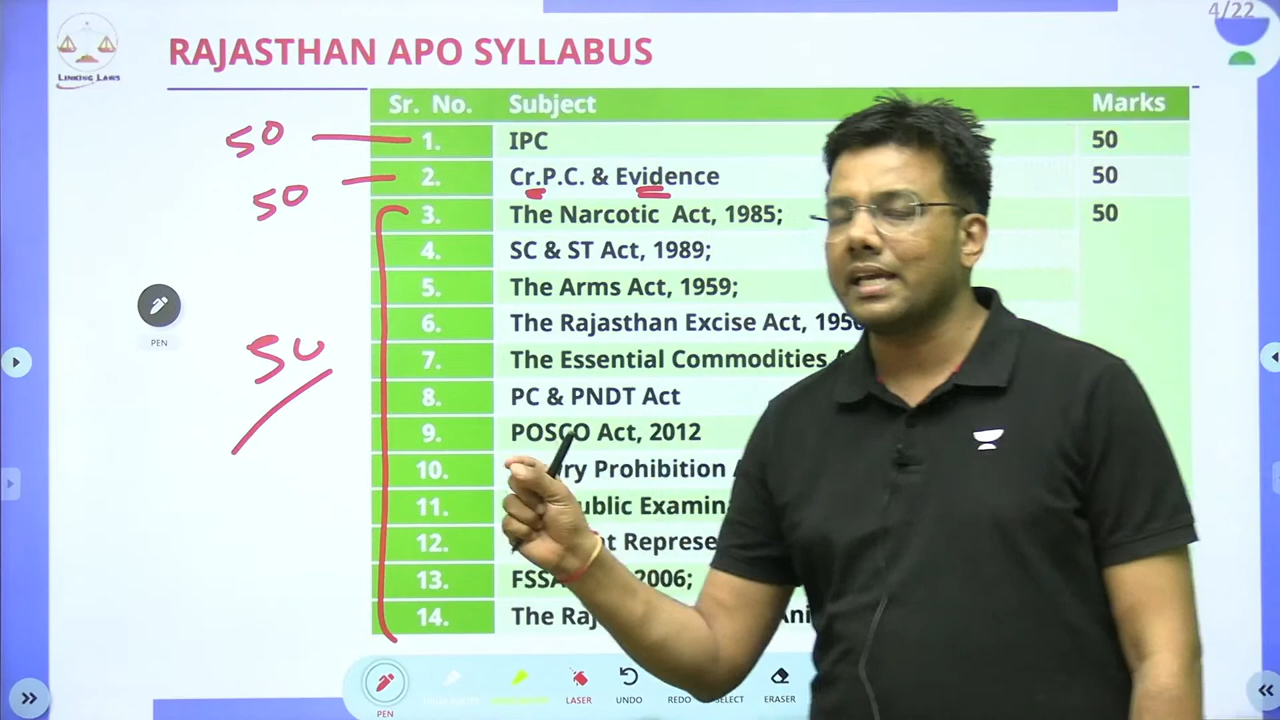 4/22
RAJASTHAN APO SYLLABUS
LINKING LAWS
Sr. No. Subject Marks
50 1. IPC 50
50 2. Cr.P.C. & Evidence 50
3. The Narcotic Act, 1985; 50
4. SC & ST Act, 1989;
5. The Arms Act, 1959;
6. The Rajasthan Excise Act,
50 7. The Essential Commodities
8. PC & PNDT Act
9. POSCO Act, 2012
10. Prohibition
11.
12.
13. 2006;
14. The
PEN
PEN LASER UNDO REDO SELECT ERASER